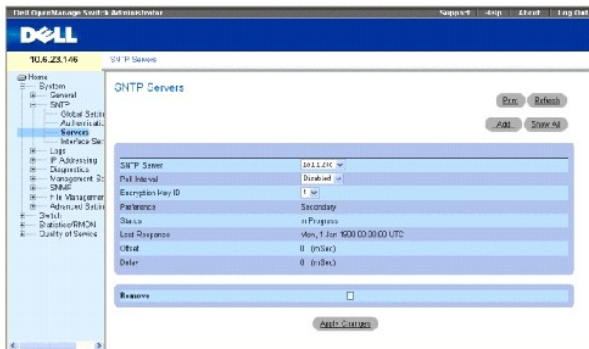 Dell OpenManage Switch Administrator
Support Help About Log Out
DELL
10.6.23.146
SNTP Servers
Home
System
General
SNTP
Global Settin
Authenticati
Servers
Interface Set
Logs
IP Addressing
Diagnostics
Management Se
SNMP
File Managemen
Advanced Settin
Switch
Statistics/RMON
Quality of Service
SNTP Servers
Print Refresh
Add Show All
SNTP Server
Poll Interval Disabled
Encryption Key ID 1
Preference Secondary
Status In Progress
Last Response Mon, 1 Jan 1900 00:00:00 UTC
Offset 0 (mSec)
Delay 0 (mSec)
Remove
Apply Changes